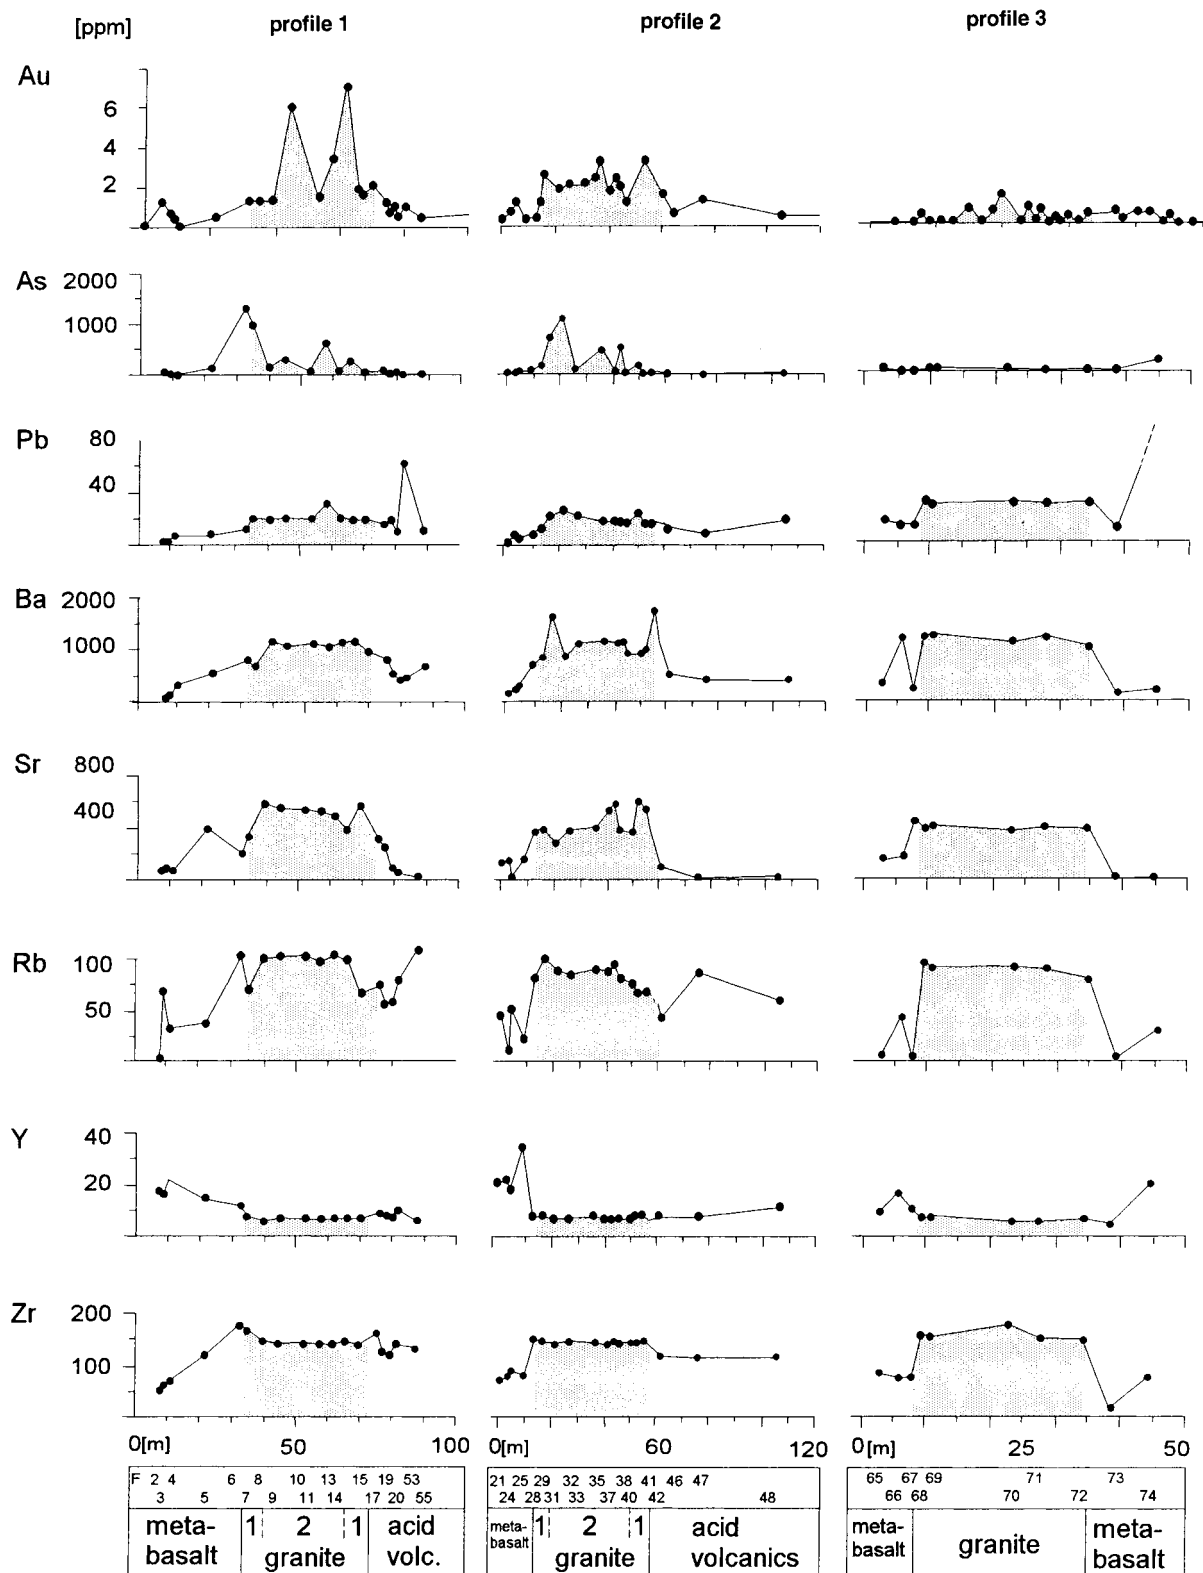 [ppm] profile 1 profile 2 profile 3
Au
6
4
2
As 2000
1000
Pb 80
40
Ba 2000
1000
Sr 800
400
Rb 100
50
Y 40
20
Zr 200
100
0[m] 50 100 0[m] 60 120 0[m] 25 50
F 2 4 6 8 10 13 15 19 53 21 25 29 32 35 38 41 46 47 65 67 69 71 73
3 5 7 9 11 14 17 20 55 24 28 31 33 37 40 42 48 66 68 70 72 74
meta- 1 2 1 acid meta- 1 2 1 acid meta- granite meta-
basalt granite volc. basalt granite volcanics basalt basalt